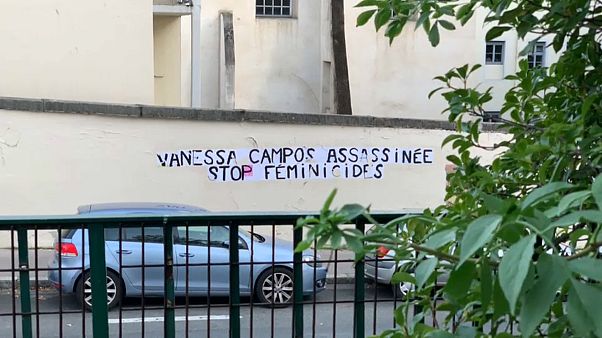 VANESSA CAMPOS ASSASSINÉE
STOP FÉMINICIDES